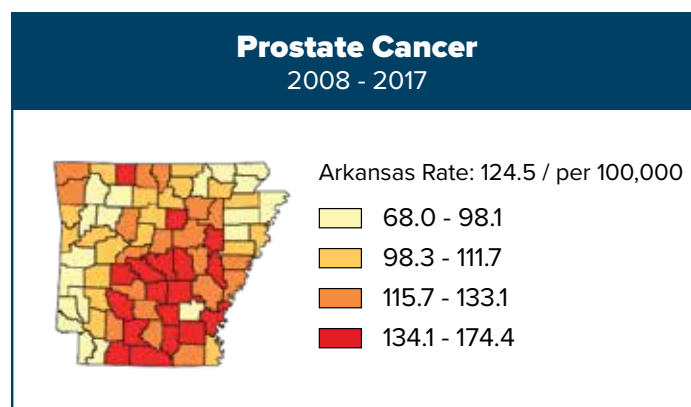 Prostate Cancer
2008 - 2017
Arkansas Rate: 124.5 / per 100,000
68.0 - 98.1
98.3 - 111.7
115.7 - 133.1
134.1 - 174.4